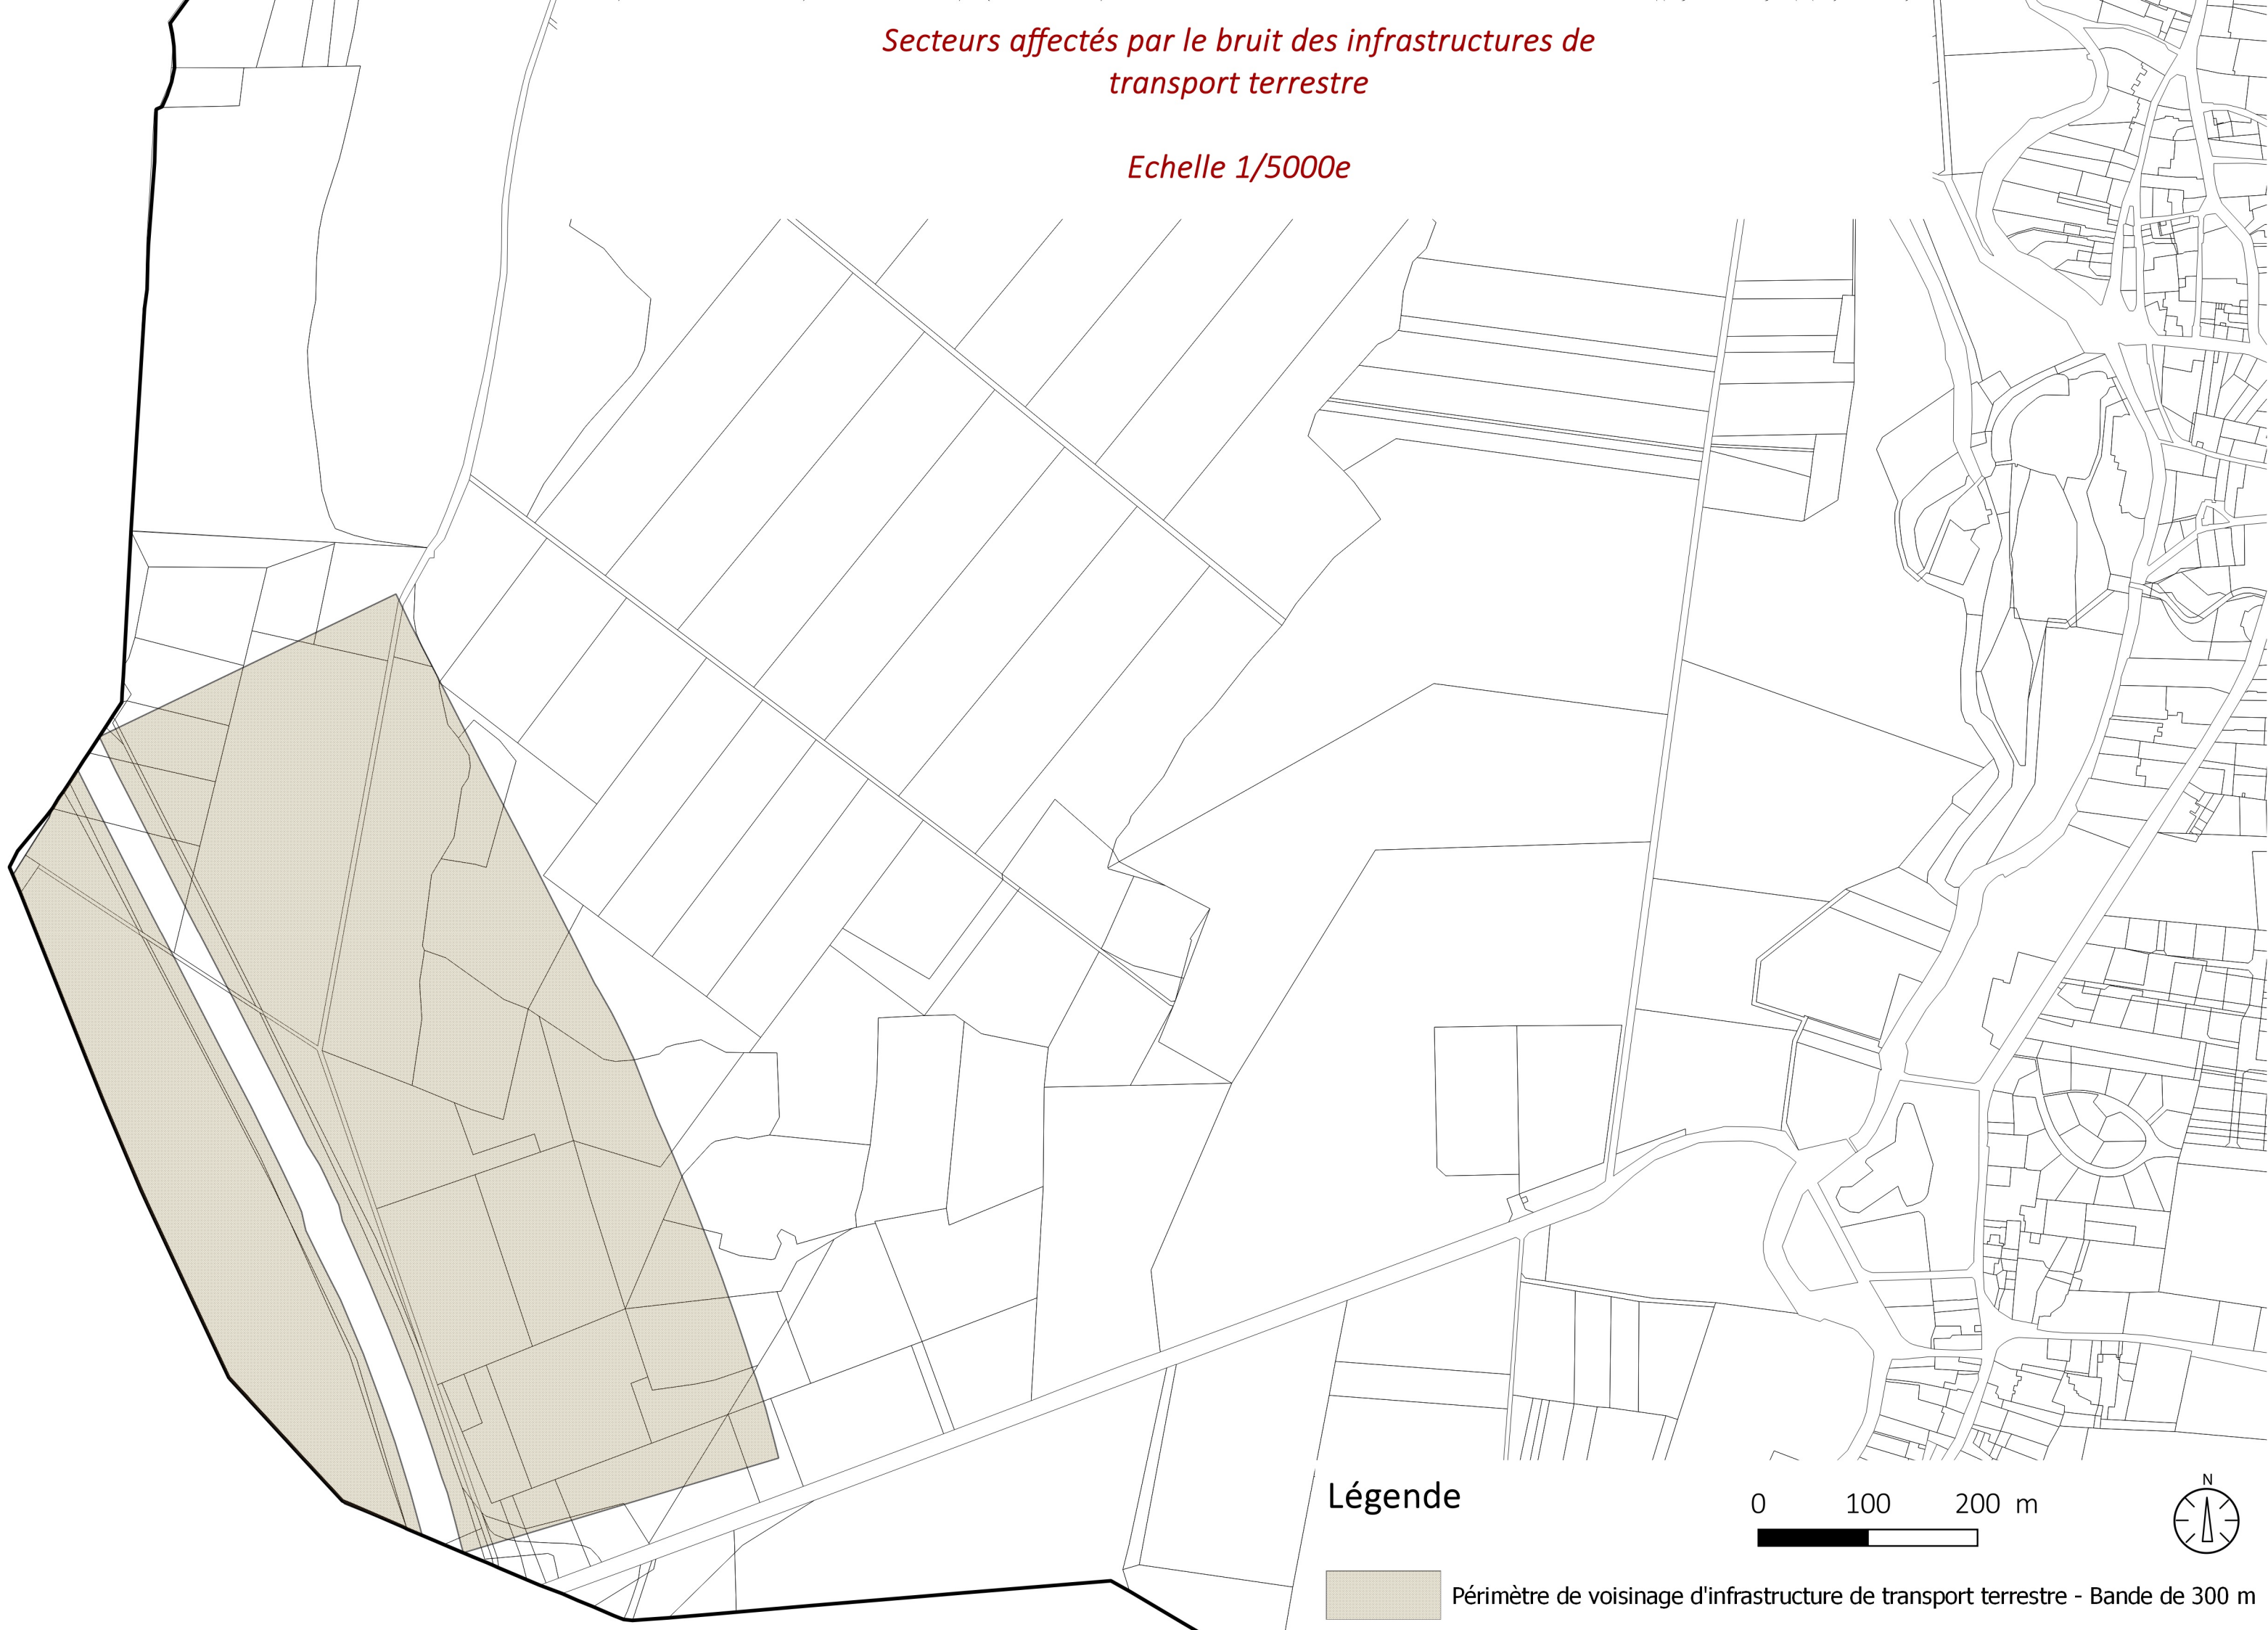 Secteurs affectés par le bruit des infrastructures de
transport terrestre
Echelle 1/5000e
Légende
0 100 200 m
N
Périmètre de voisinage d'infrastructure de transport terrestre - Bande de 300 m